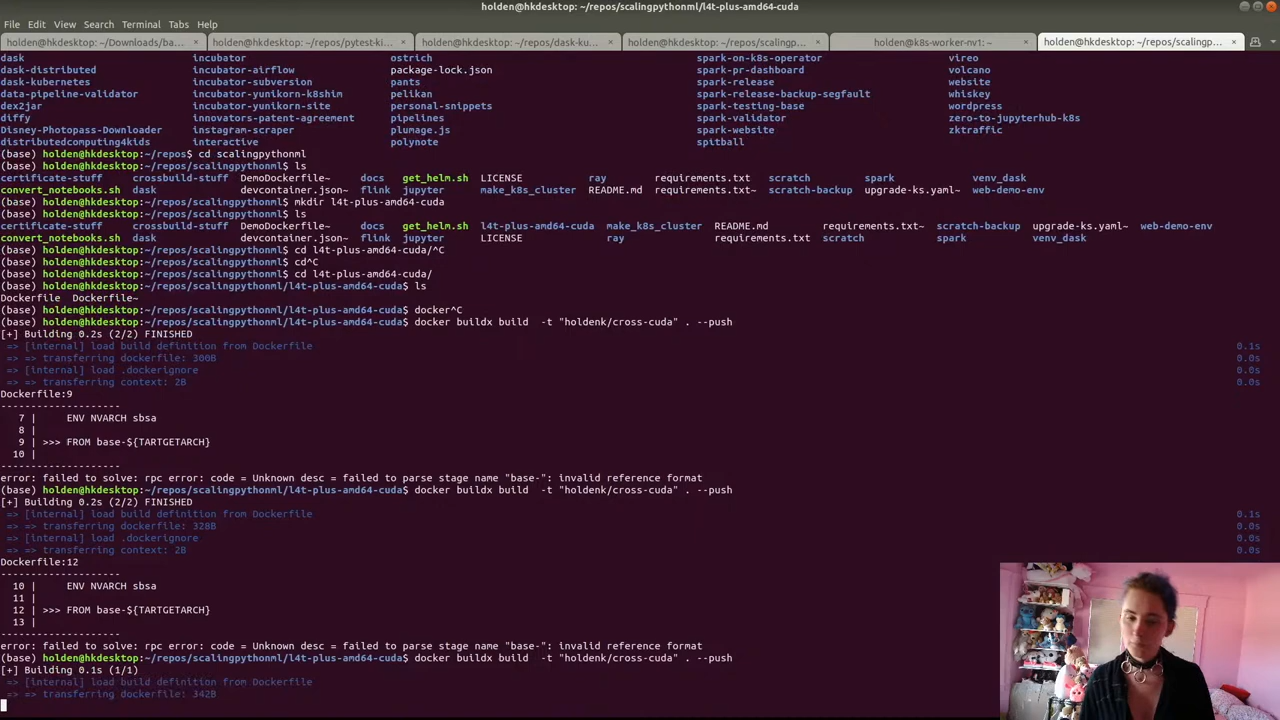 holden@hkdesktop: ~/repos/scalingpythonml/l4t-plus-amd64-cuda
File Edit View Search Terminal Tabs Help
holden@hkdesktop: ~/Downloads/ba... × holden@hkdesktop: ~/repos/pytest-ki... × holden@hkdesktop: ~/repos/dask-ku... × holden@hkdesktop: ~/repos/scalingp... × holden@k8s-worker-nv1: ~ × holden@hkdesktop: ~/repos/scalingp... ×
dask incubator ostrich spark-on-k8s-operator vireo
dask-distributed incubator-airflow package-lock.json spark-pr-dashboard volcano
dask-kubernetes incubator-subversion pants spark-release website
data-pipeline-validator incubator-yunikorn-k8shim pelikan spark-release-backup-segfault whiskey
dex2jar incubator-yunikorn-site personal-snippets spark-testing-base wordpress
diffy innovators-patent-agreement pipelines spark-validator zero-to-jupyterhub-k8s
Disney-Photopass-Downloader instagram-scraper plumage.js spark-website zktraffic
distributedcomputing4kids interactive polynote spitball
(base) holden@hkdesktop:~/repos$ cd scalingpythonml
(base) holden@hkdesktop:~/repos/scalingpythonml$ ls
certificate-stuff crossbuild-stuff DemoDockerfile~ docs get_helm.sh LICENSE ray requirements.txt scratch spark venv_dask
convert_notebooks.sh dask devcontainer.json~ flink jupyter make_k8s_cluster README.md requirements.txt~ scratch-backup upgrade-ks.yaml~ web-demo-env
(base) holden@hkdesktop:~/repos/scalingpythonml$ mkdir l4t-plus-amd64-cuda
(base) holden@hkdesktop:~/repos/scalingpythonml$ ls
certificate-stuff crossbuild-stuff DemoDockerfile~ docs get_helm.sh l4t-plus-amd64-cuda make_k8s_cluster README.md requirements.txt~ scratch-backup upgrade-ks.yaml~ web-demo-env
convert_notebooks.sh dask devcontainer.json~ flink jupyter LICENSE ray requirements.txt scratch spark venv_dask
(base) holden@hkdesktop:~/repos/scalingpythonml$ cd l4t-plus-amd64-cuda/^C
(base) holden@hkdesktop:~/repos/scalingpythonml$ cd^C
(base) holden@hkdesktop:~/repos/scalingpythonml$ cd l4t-plus-amd64-cuda/
(base) holden@hkdesktop:~/repos/scalingpythonml/l4t-plus-amd64-cuda$ ls
Dockerfile Dockerfile~
(base) holden@hkdesktop:~/repos/scalingpythonml/l4t-plus-amd64-cuda$ docker^C
(base) holden@hkdesktop:~/repos/scalingpythonml/l4t-plus-amd64-cuda$ docker buildx build -t "holdenk/cross-cuda" . --push
[+] Building 0.2s (2/2) FINISHED
=> [internal] load build definition from Dockerfile 0.1s
=> => transferring dockerfile: 300B 0.0s
=> [internal] load .dockerignore 0.0s
=> => transferring context: 2B 0.0s
Dockerfile:9
--------------------
7 | ENV NVARCH sbsa
8 |
9 | >>> FROM base-${TARTGETARCH}
10 |
--------------------
error: failed to solve: rpc error: code = Unknown desc = failed to parse stage name "base-": invalid reference format
(base) holden@hkdesktop:~/repos/scalingpythonml/l4t-plus-amd64-cuda$ docker buildx build -t "holdenk/cross-cuda" . --push
[+] Building 0.2s (2/2) FINISHED
=> [internal] load build definition from Dockerfile 0.1s
=> => transferring dockerfile: 328B 0.0s
=> [internal] load .dockerignore 0.0s
=> => transferring context: 2B 0.0s
Dockerfile:12
--------------------
10 | ENV NVARCH sbsa
11 |
12 | >>> FROM base-${TARTGETARCH}
13 |
--------------------
error: failed to solve: rpc error: code = Unknown desc = failed to parse stage name "base-": invalid reference format
(base) holden@hkdesktop:~/repos/scalingpythonml/l4t-plus-amd64-cuda$ docker buildx build -t "holdenk/cross-cuda" . --push
[+] Building 0.1s (1/1)
=> [internal] load build definition from Dockerfile
=> => transferring dockerfile: 342B